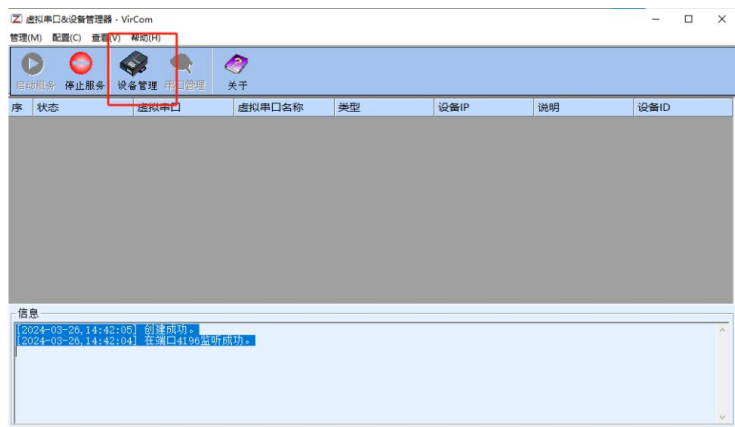 虚拟串口&设备管理器 - VirCom
管理(M) 配置(C) 查看(V) 帮助(H)
启动服务 停止服务 设备管理 串口管理 关于
序 状态 虚拟串口 虚拟串口名称 类型 设备IP 说明 设备ID
信息
[2024-03-26,14:42:05] 创建成功。
[2024-03-26,14:42:04] 在端口4196监听成功。